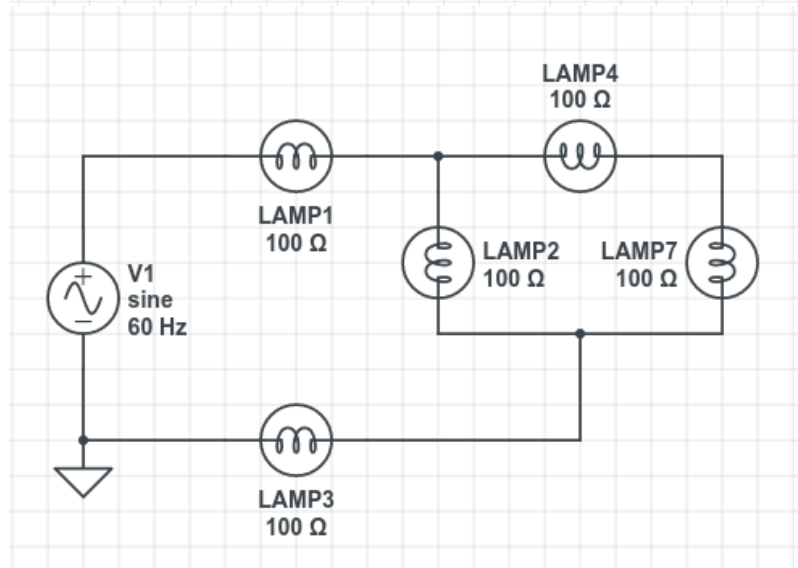 LAMP4
100 Ω
LAMP1
100 Ω
LAMP2
100 Ω
LAMP7
100 Ω
V1
sine
60 Hz
LAMP3
100 Ω